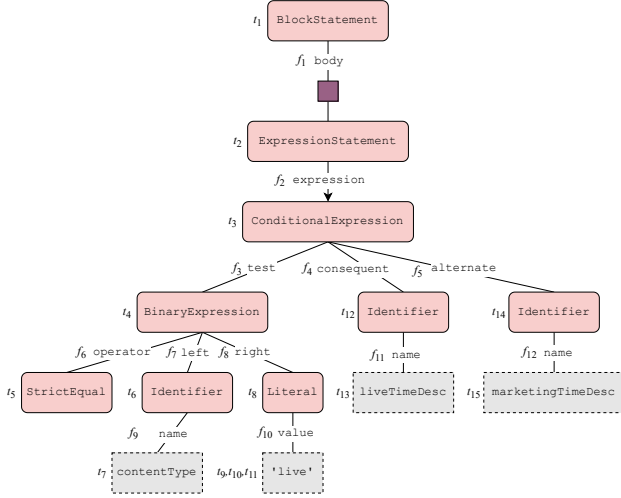 t1 BlockStatement
f1 body
t2 ExpressionStatement
f2 expression
t3 ConditionalExpression
f3 test f4 consequent f5 alternate
t4 BinaryExpression t12 Identifier t14 Identifier
f6 operator f7 left f8 right f11 name f12 name
t5 StrictEqual t6 Identifier t8 Literal t13 liveTimeDesc t15 marketingTimeDesc
f9 name f10 value
t7 contentType t9,t10,t11 'live'